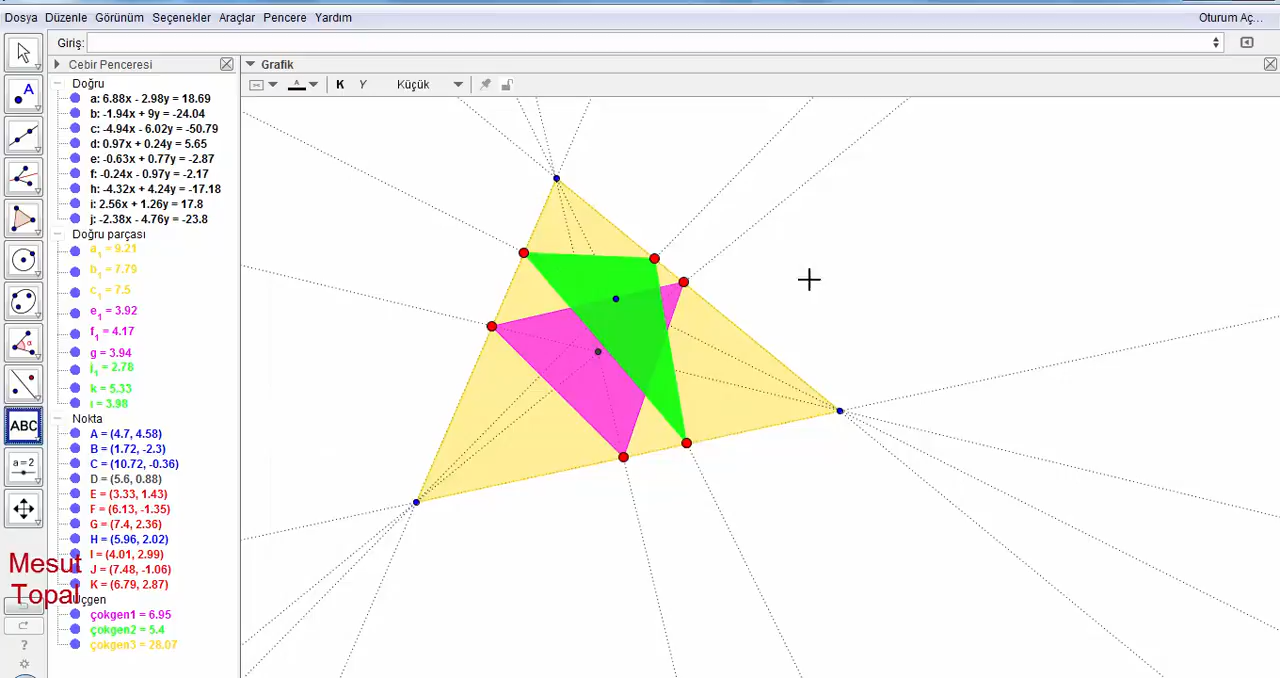 Dosya Düzenle Görünüm Seçenekler Araçlar Pencere Yardım Oturum Aç...
Giriş:
Cebir Penceresi
Grafik
K Y Küçük
Doğru
a: 6.88x - 2.98y = 18.69
b: -1.94x + 9y = -24.04
c: -4.94x - 6.02y = -50.79
d: 0.97x + 0.24y = 5.65
e: -0.63x + 0.77y = -2.87
f: -0.24x - 0.97y = -2.17
h: -4.32x + 4.24y = -17.18
i: 2.56x + 1.26y = 17.8
j: -2.38x - 4.76y = -23.8
Doğru parçası
a1 = 9.21
b1 = 7.79
c1 = 7.5
e1 = 3.92
f1 = 4.17
g = 3.94
j1 = 2.78
k = 5.33
ı = 3.98
Nokta
A = (4.7, 4.58)
B = (1.72, -2.3)
C = (10.72, -0.36)
D = (5.6, 0.88)
E = (3.33, 1.43)
F = (6.13, -1.35)
G = (7.4, 2.36)
H = (5.96, 2.02)
I = (4.01, 2.99)
J = (7.48, -1.06)
K = (6.79, 2.87)
Üçgen
çokgen1 = 6.95
çokgen2 = 5.4
çokgen3 = 28.07
A
α
ABC
a=2
Mesut
Topal
?